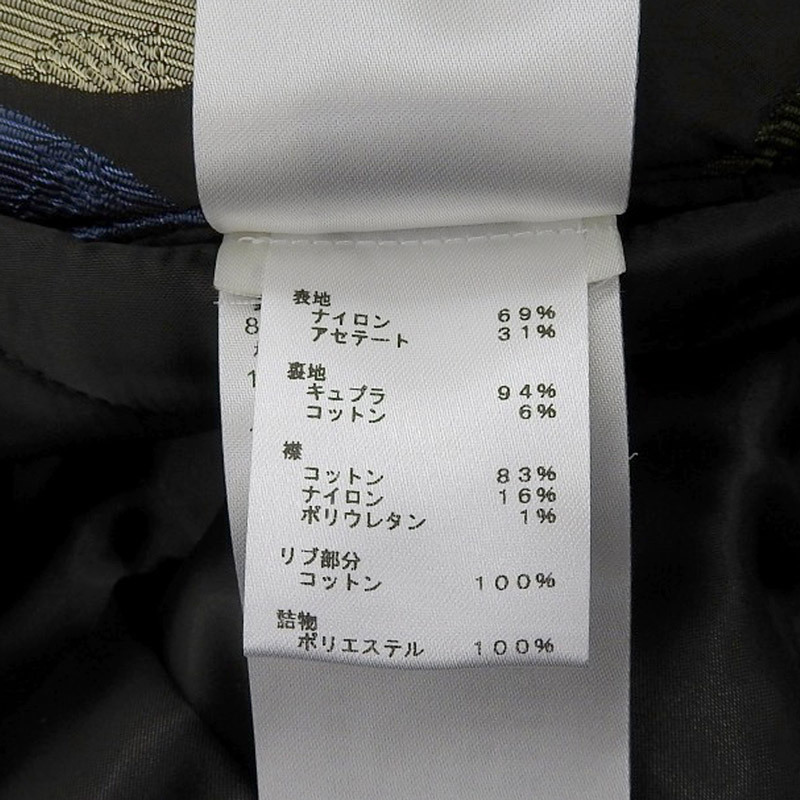 表地
ナイロン 69%
アセテート 31%
裏地
キュプラ 94%
コットン 6%
襟
コットン 83%
ナイロン 16%
ポリウレタン 1%
リブ部分
コットン 100%
詰物
ポリエステル 100%